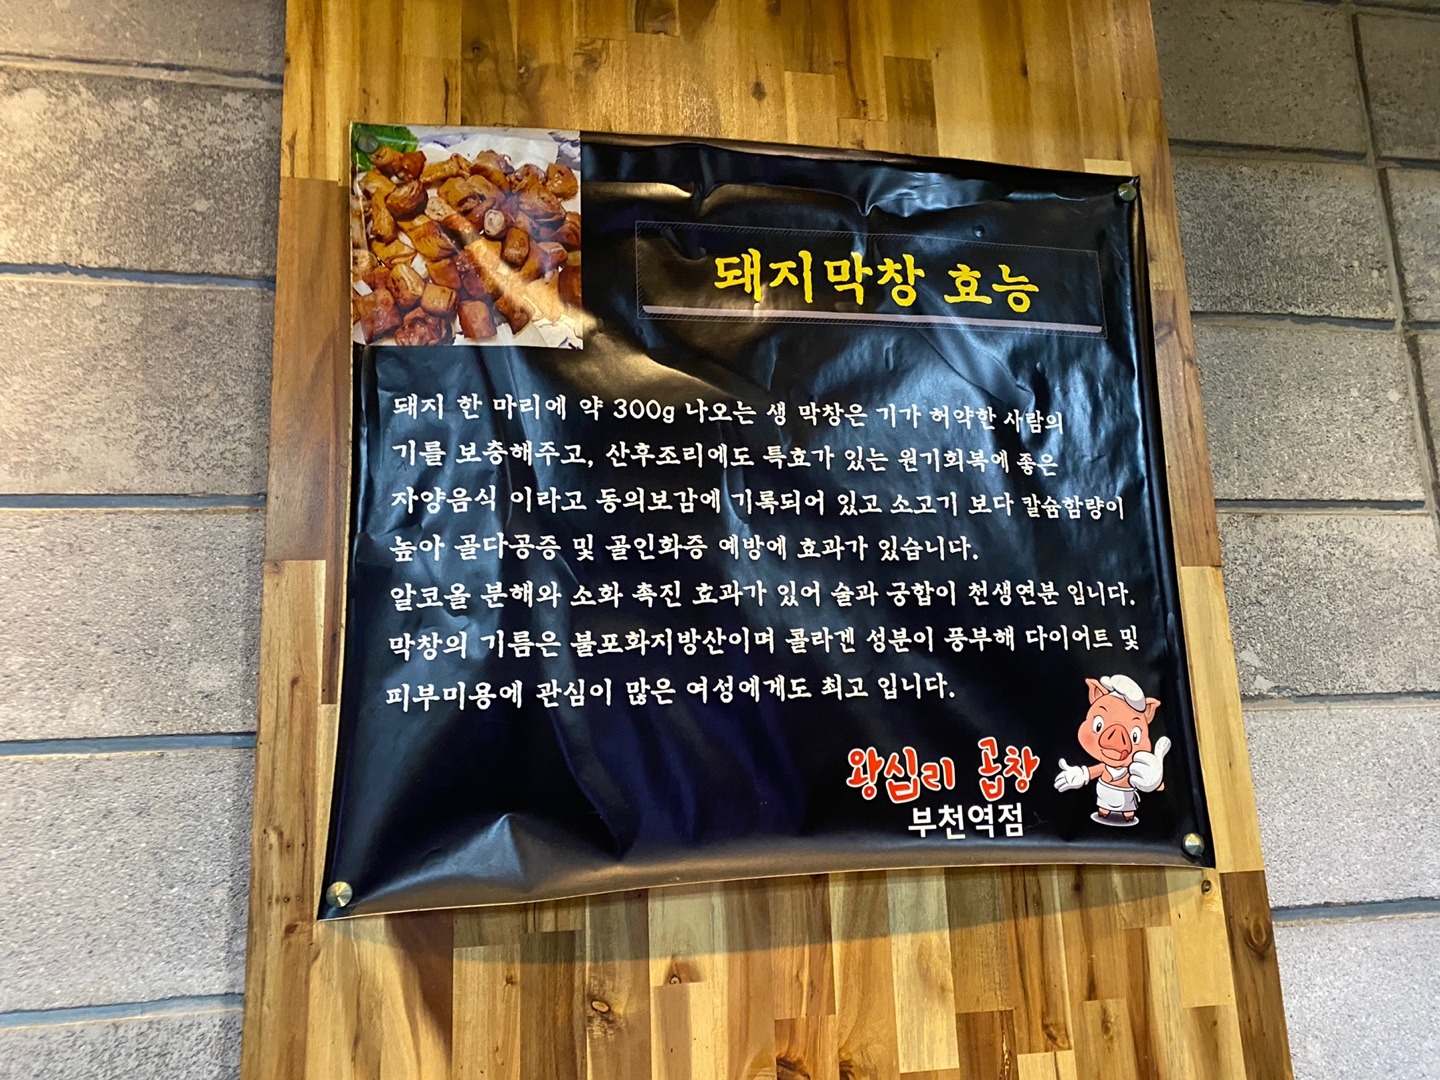 돼지막창 효능
돼지 한 마리에 약 300g 나오는 생 막창은 기가 허약한 사람의
기를 보충해주고, 산후조리에도 특효가 있는 원기회복에 좋은
자양음식 이라고 동의보감에 기록되어 있고 소고기 보다 칼슘함량이
높아 골다공증 및 골인화증 예방에 효과가 있습니다.
알코올 분해와 소화 촉진 효과가 있어 술과 궁합이 천생연분 입니다.
막창의 기름은 불포화지방산이며 콜라겐 성분이 풍부해 다이어트 및
피부미용에 관심이 많은 여성에게도 최고 입니다.
왕십리 곱창
부천역점